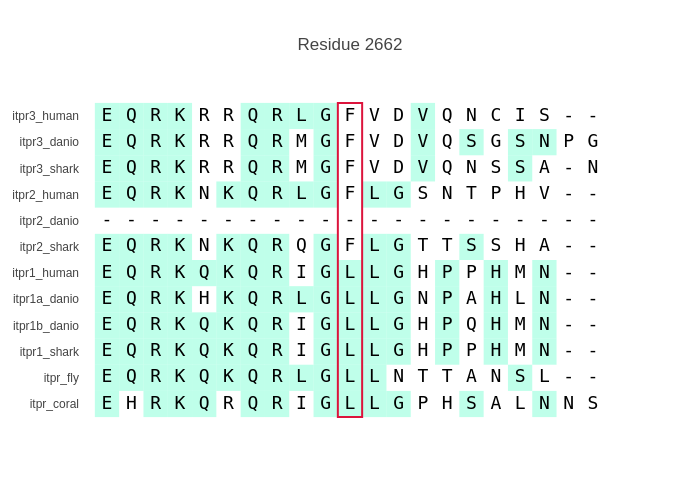 Residue 2662
itpr3_human E Q R K R R Q R L G F V D V Q N C I S - -
itpr3_danio E Q R K R R Q R M G F V D V Q S G S N P G
itpr3_shark E Q R K R R Q R M G F V D V Q N S S A - N
itpr2_human E Q R K N K Q R L G F L G S N T P H V - -
itpr2_danio - - - - - - - - - - - - - - - - - - - - -
itpr2_shark E Q R K N K Q R Q G F L G T T S S H A - -
itpr1_human E Q R K Q K Q R I G L L G H P P H M N - -
itpr1a_danio E Q R K H K Q R L G L L G N P A H L N - -
itpr1b_danio E Q R K Q K Q R I G L L G H P Q H M N - -
itpr1_shark E Q R K Q K Q R I G L L G H P P H M N - -
itpr_fly E Q R K Q K Q R L G L L N T T A N S L - -
itpr_coral E H R K Q R Q R I G L L G P H S A L N N S